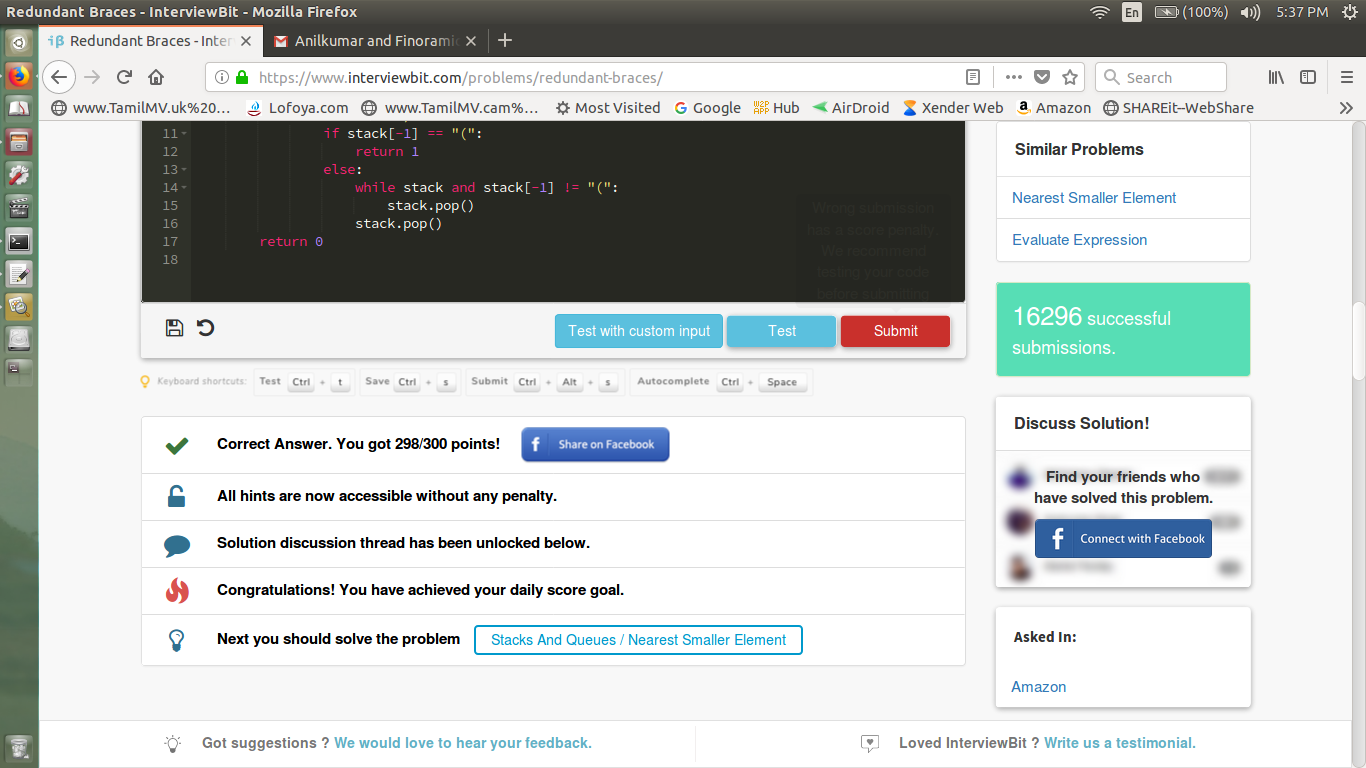 Redundant Braces - InterviewBit - Mozilla Firefox
En (100%) 5:37 PM
iβ Redundant Braces - Inter
Anilkumar and Finoramic
https://www.interviewbit.com/problems/redundant-braces/
Search
www.TamilMV.uk%20... Lofoya.com www.TamilMV.cam%... Most Visited Google Hub AirDroid Xender Web Amazon SHAREit--WebShare
11 if stack[-1] == "(":
12 return 1
13 else:
14 while stack and stack[-1] != "(":
15 stack.pop()
16 stack.pop()
17 return 0
18
Wrong submission
has a score penalty.
We recommend
testing your code
before submitting
Test with custom input
Test
Submit
Keyboard shortcuts: Test Ctrl + t Save Ctrl + s Submit Ctrl + Alt + s Autocomplete Ctrl + Space
Correct Answer. You got 298/300 points!
Share on Facebook
All hints are now accessible without any penalty.
Solution discussion thread has been unlocked below.
Congratulations! You have achieved your daily score goal.
Next you should solve the problem
Stacks And Queues / Nearest Smaller Element
Similar Problems
Nearest Smaller Element
Evaluate Expression
16296 successful
submissions.
Discuss Solution!
Find your friends who
have solved this problem.
Connect with Facebook
Asked In:
Amazon
Got suggestions ? We would love to hear your feedback.
Loved InterviewBit ? Write us a testimonial.